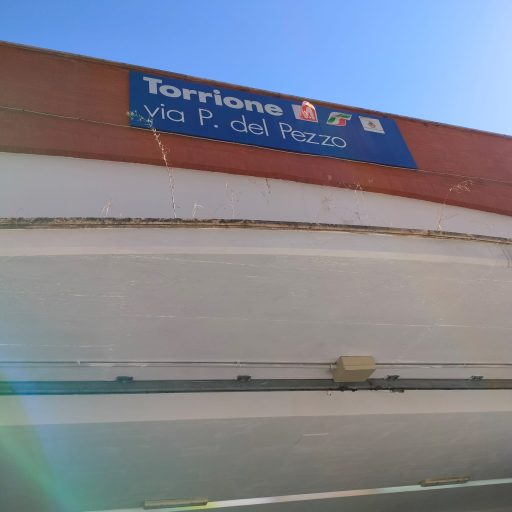 Torrione
via P. del Pezzo